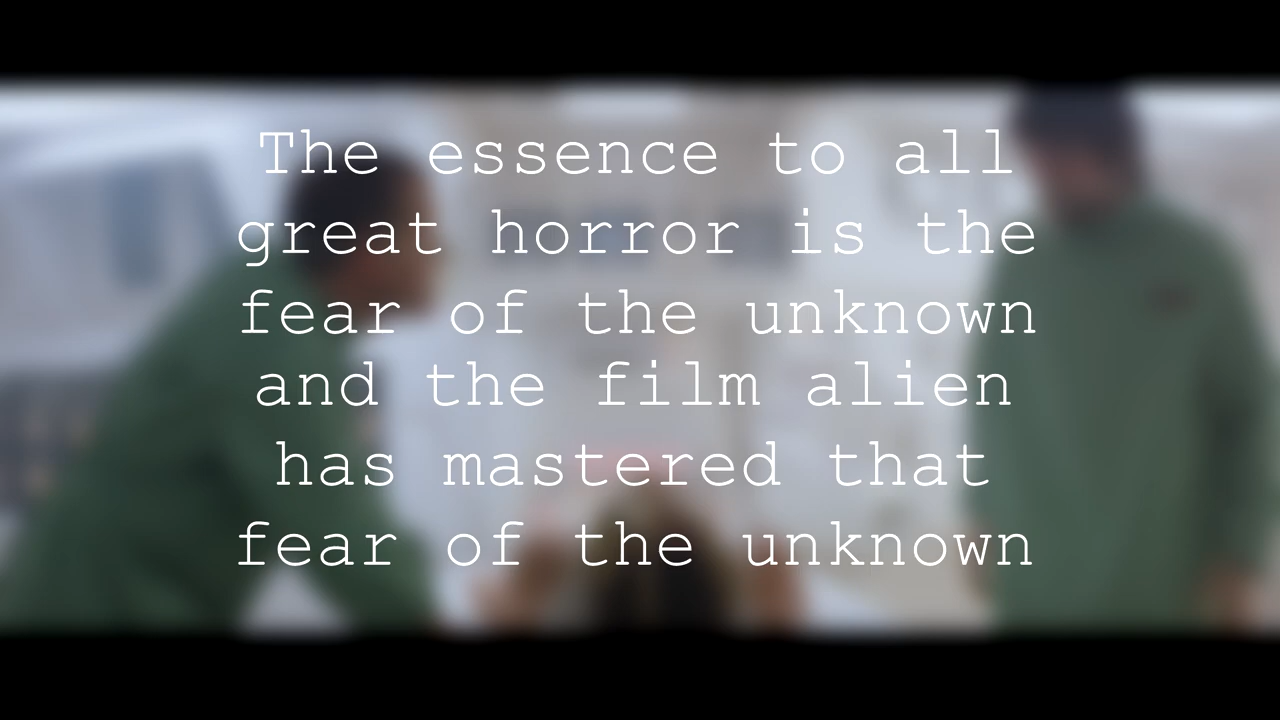 The essence to all
great horror is the
fear of the unknown
and the film alien
has mastered that
fear of the unknown